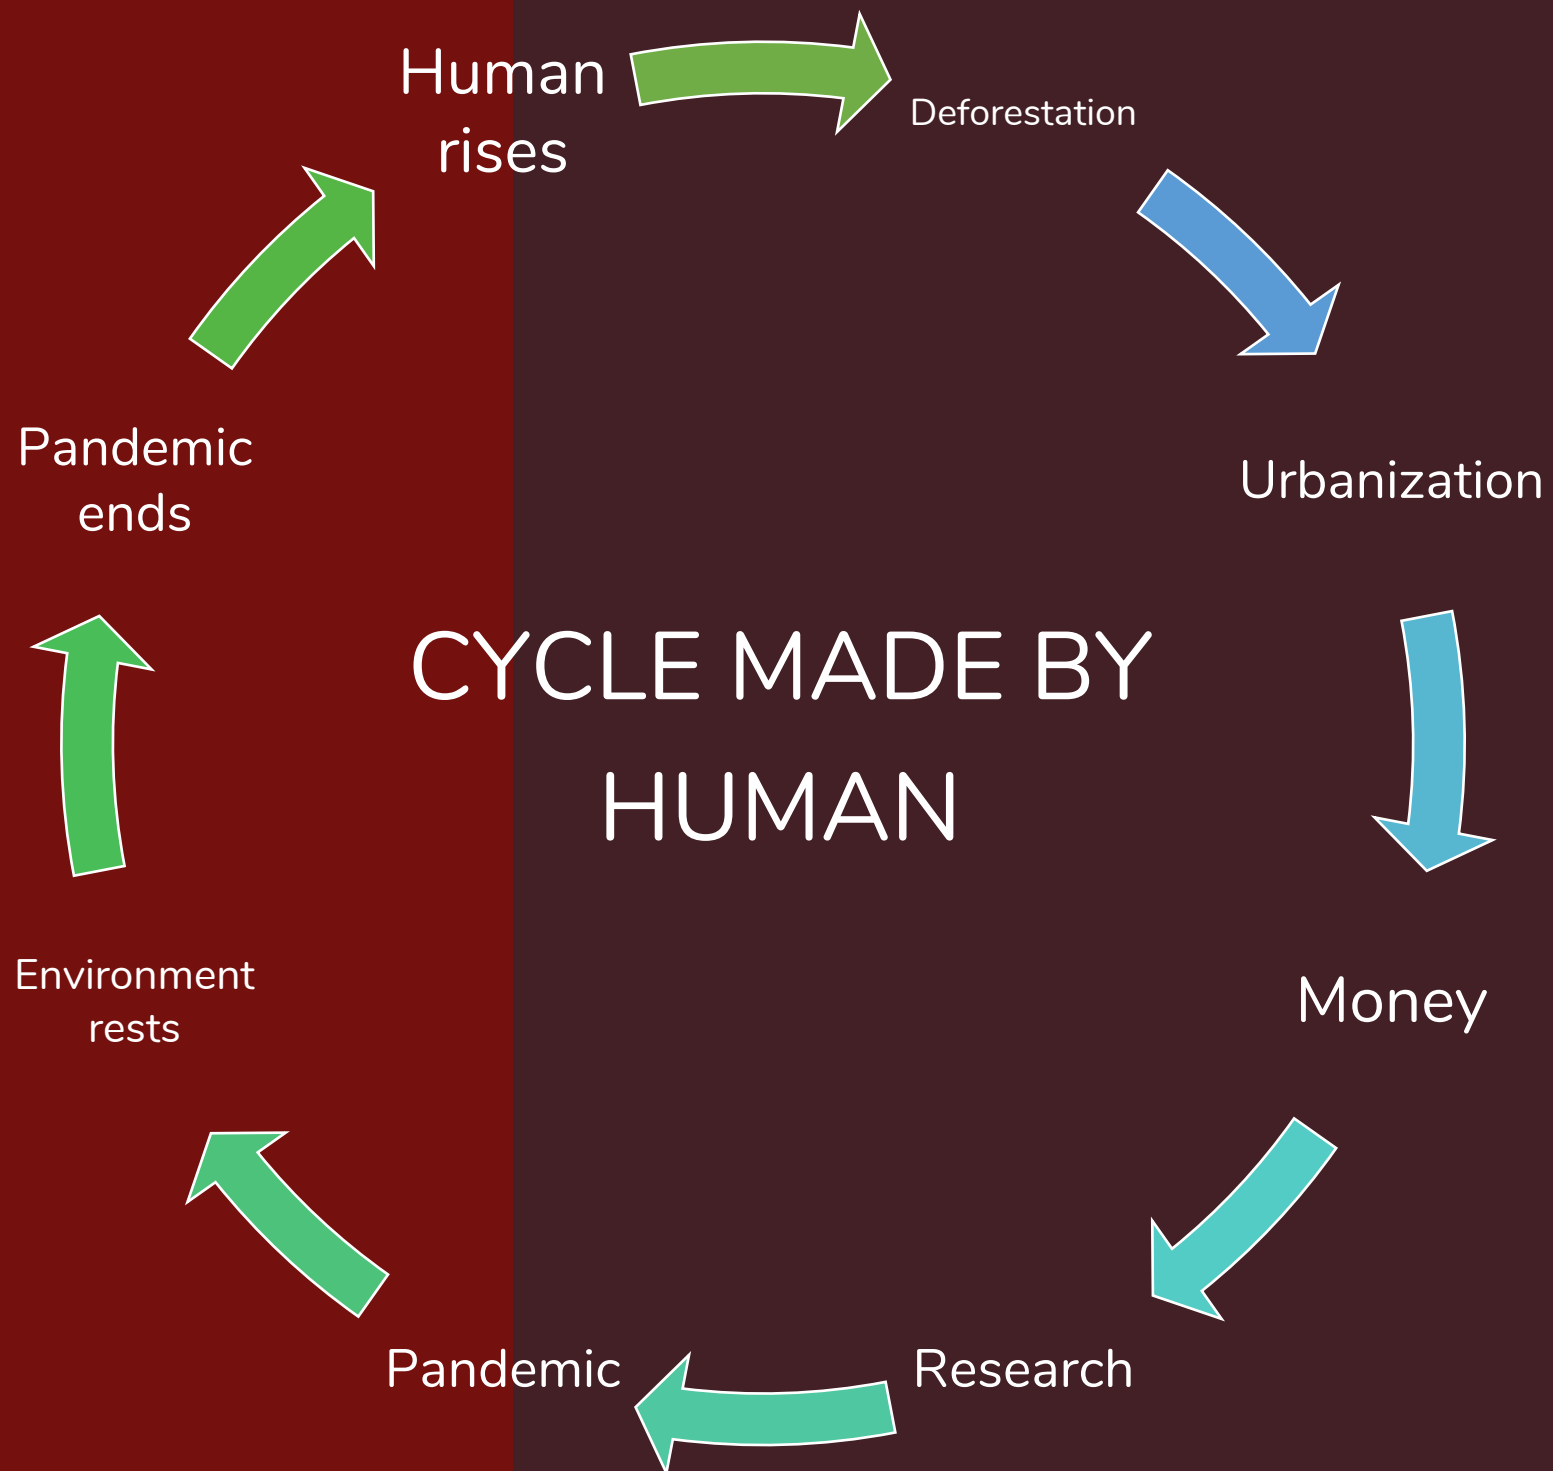 Human
rises
Deforestation
Urbanization
Money
Research
Pandemic
Environment
rests
Pandemic
ends
CYCLE MADE BY
HUMAN